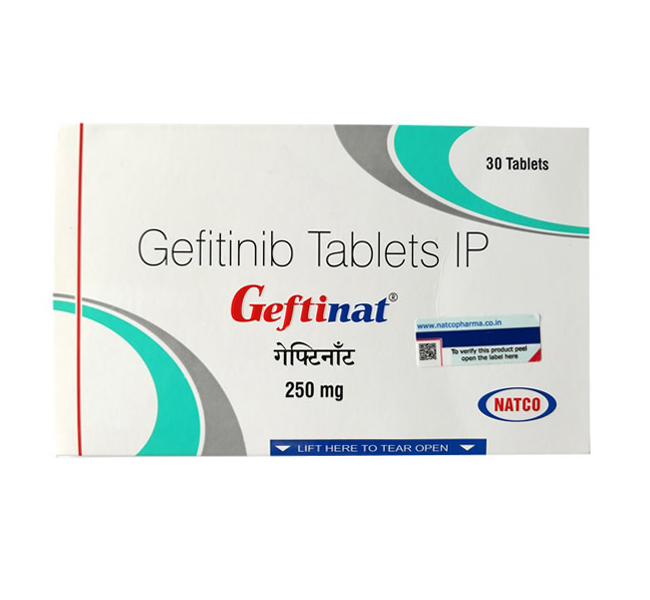 30 Tablets
Gefitinib Tablets IP
Geftinat®
गेफ्टिनॉट
250 mg
www.natcopharma.co.in
To verify this product peel
open the label here
NATCO
LIFT HERE TO TEAR OPEN